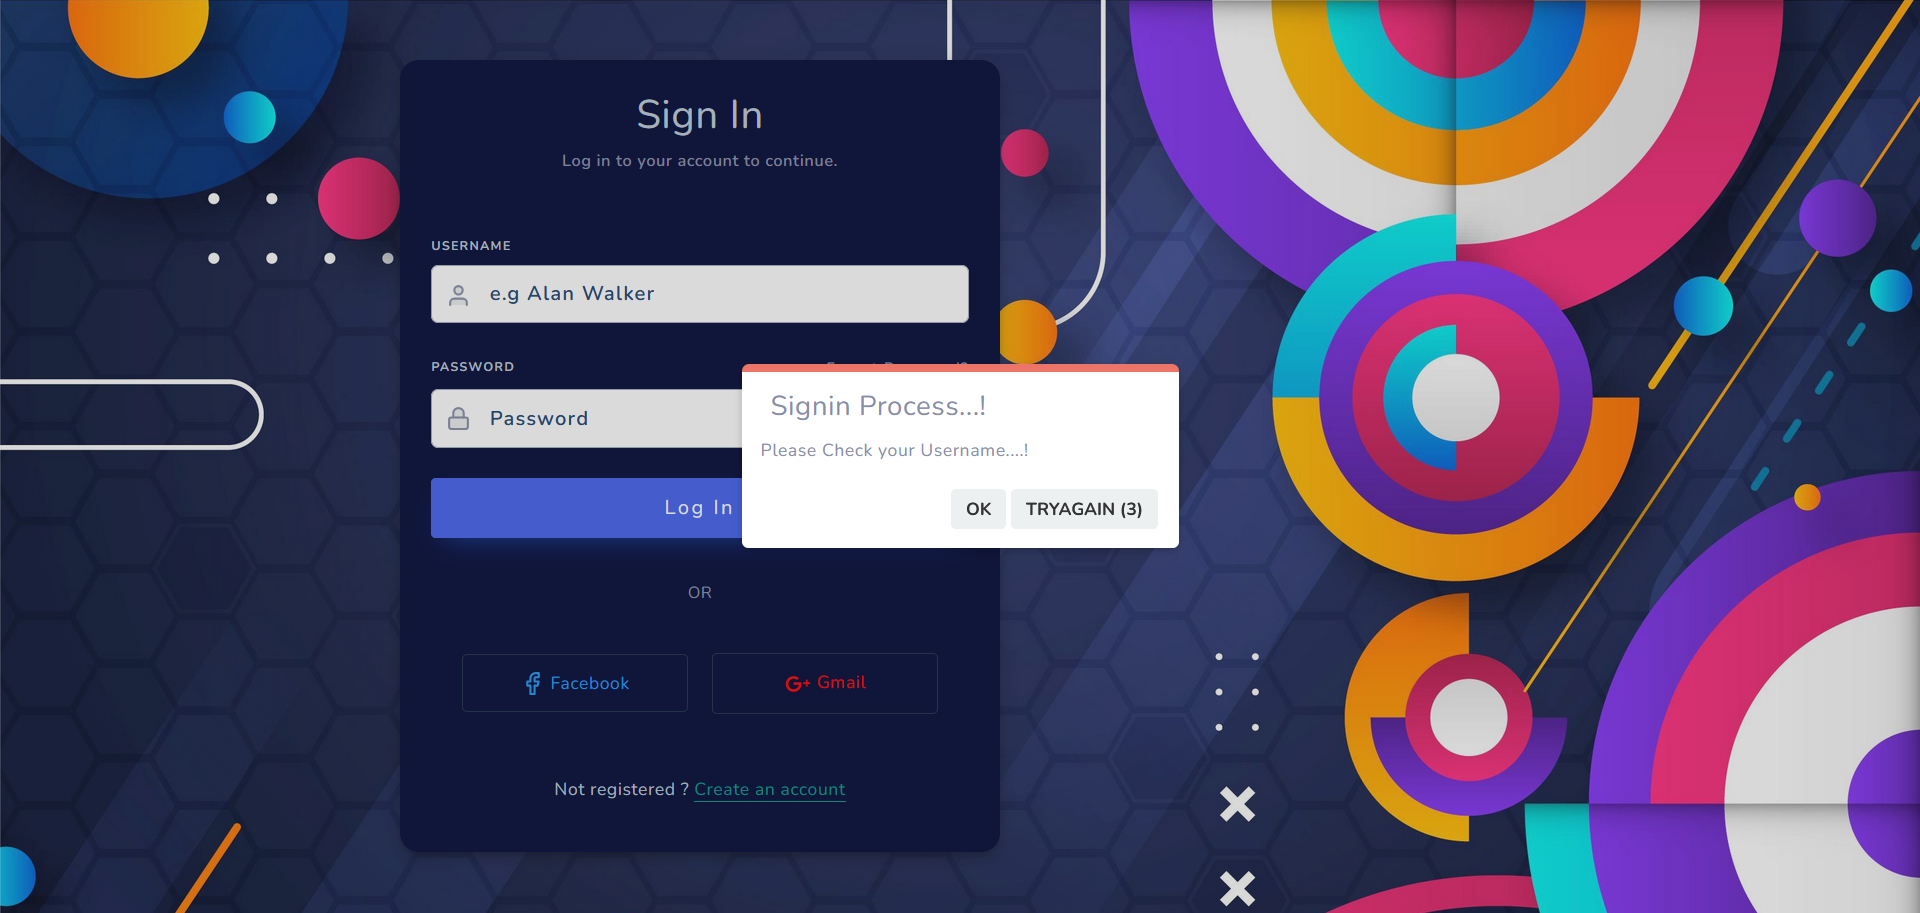 Sign In
Log in to your account to continue.
USERNAME
e.g Alan Walker
PASSWORD
Password
Signin Process...!
Please Check your Username....!
OK
TRYAGAIN (3)
Log In
OR
Facebook
G+ Gmail
Not registered ? Create an account